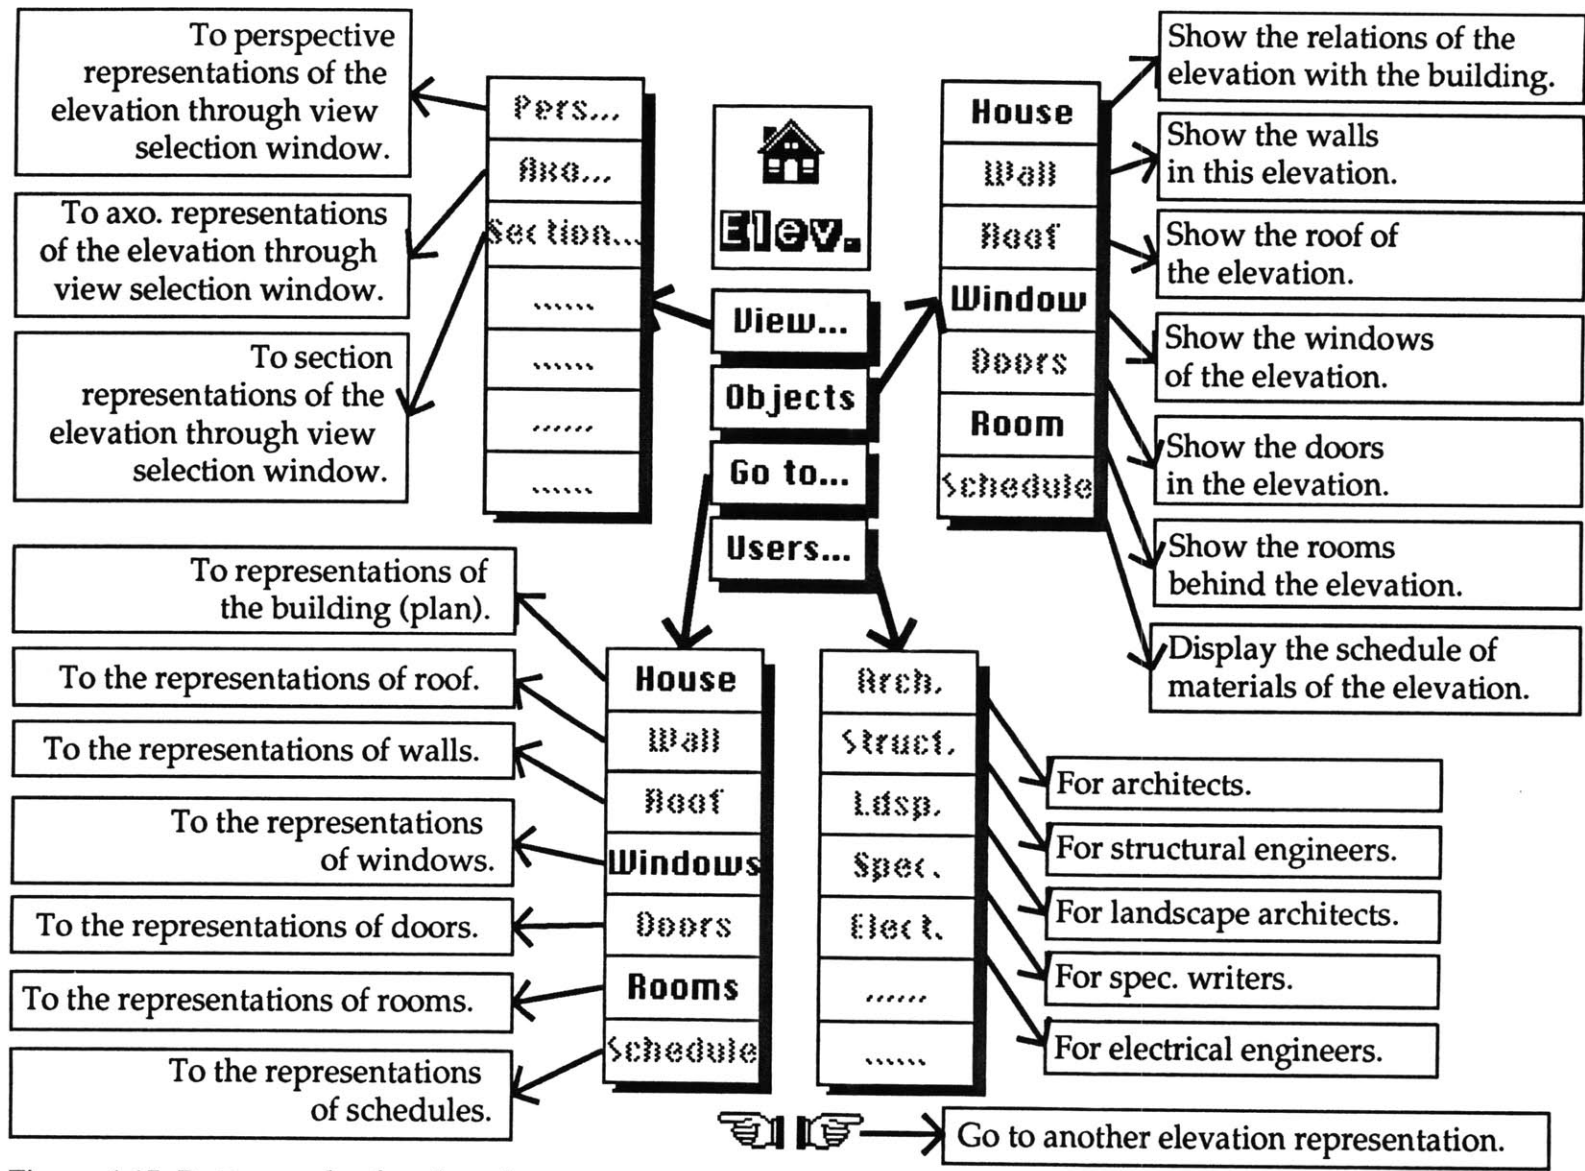 To perspective
representations of the
elevation through view
selection window.
To axo. representations
of the elevation through
view selection window.
To section
representations of the
elevation through view
selection window.
Pers...
Axo...
Section...
......
......
......
......
Elev.
View...
Objects
Go to...
Users...
House
Wall
Roof
Window
Doors
Room
Schedule
Show the relations of the
elevation with the building.
Show the walls
in this elevation.
Show the roof of
the elevation.
Show the windows
of the elevation.
Show the doors
in the elevation.
Show the rooms
behind the elevation.
Display the schedule of
materials of the elevation.
To representations of
the building (plan).
To the representations of roof.
To the representations of walls.
To the representations
of windows.
To the representations of doors.
To the representations of rooms.
To the representations
of schedules.
House
Wall
Roof
Windows
Doors
Rooms
Schedule
Arch.
Struct.
Ldsp.
Spec.
Elect.
......
......
For architects.
For structural engineers.
For landscape architects.
For spec. writers.
For electrical engineers.
Go to another elevation representation.